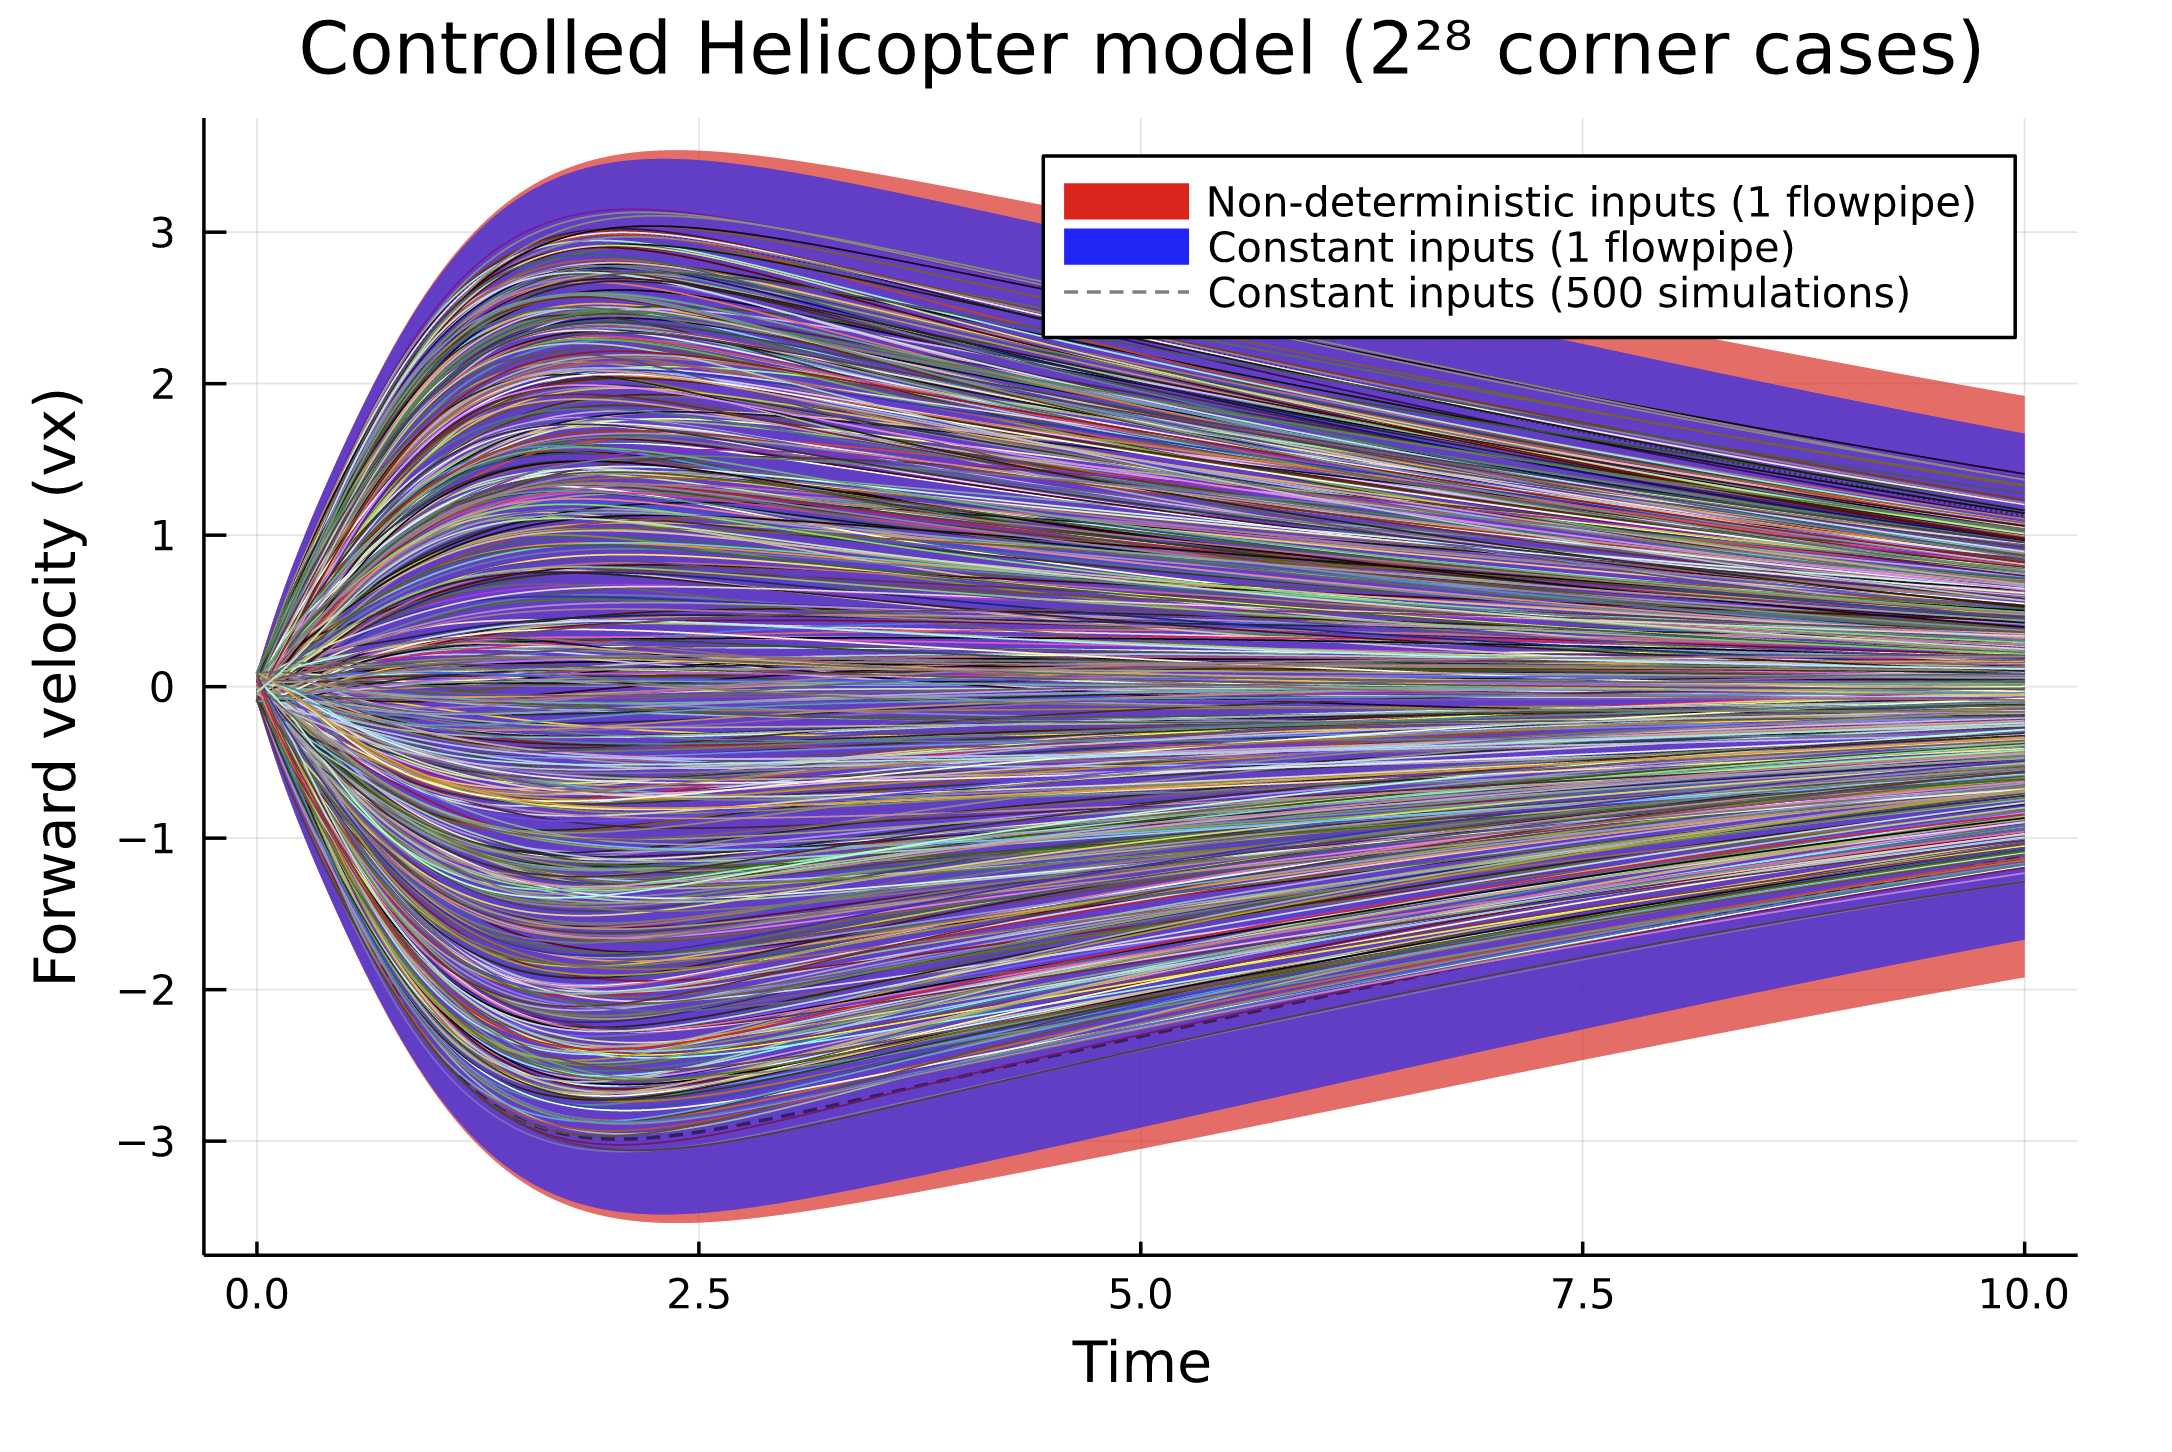 Controlled Helicopter model (2²⁸ corner cases)
Non-deterministic inputs (1 flowpipe)
Constant inputs (1 flowpipe)
Constant inputs (500 simulations)
Forward velocity (vx)
3
2
1
0
−1
−2
−3
0.0 2.5 5.0 7.5 10.0
Time